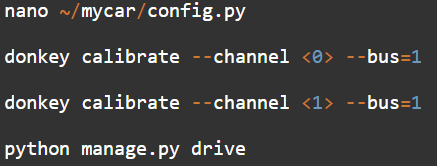 nano ~/mycar/config.py
donkey calibrate --channel <0> --bus=1
donkey calibrate --channel <1> --bus=1
python manage.py drive